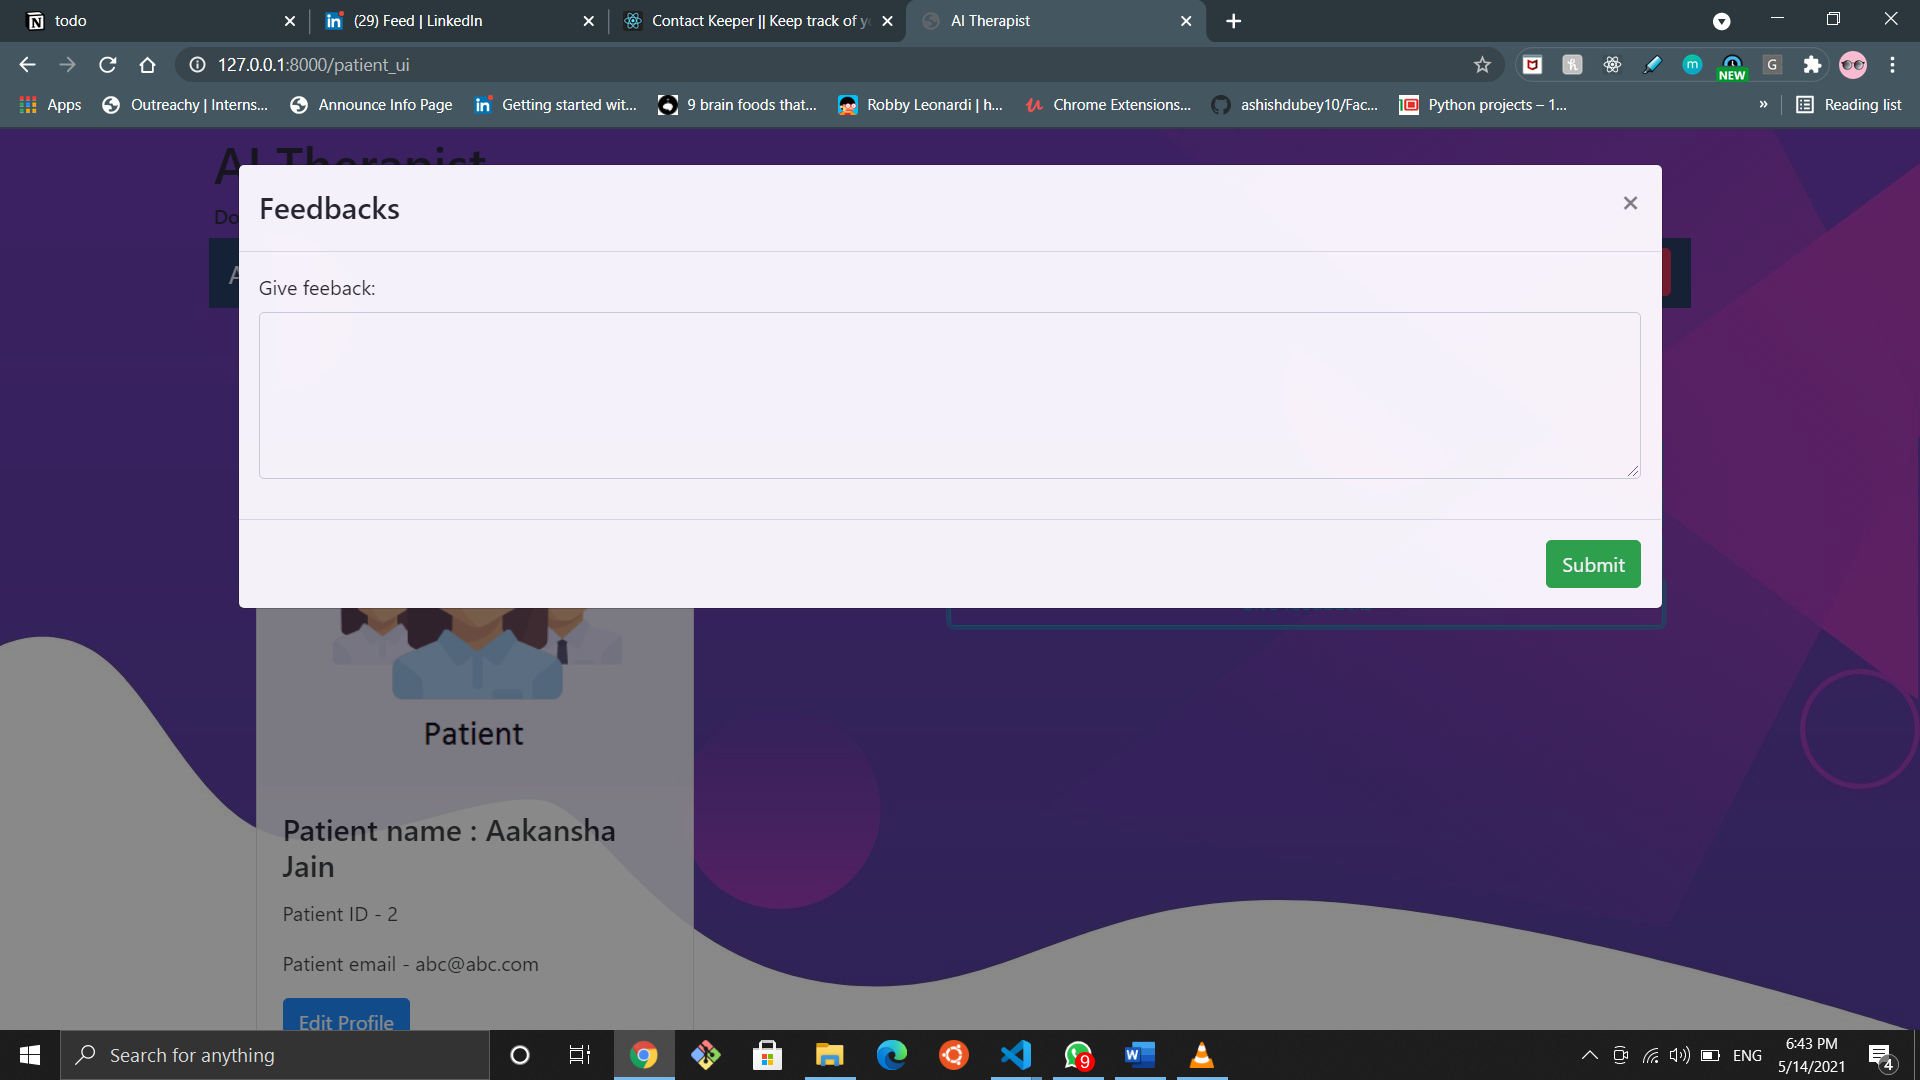 todo
(29) Feed | LinkedIn
Contact Keeper || Keep track of yo
AI Therapist
127.0.0.1:8000/patient_ui
m
NEW
G
Apps
Outreachy | Interns...
Announce Info Page
Getting started wit...
9 brain foods that...
Robby Leonardi | h...
Chrome Extensions...
ashishdubey10/Fac...
Python projects – 1...
»
Reading list
AI Therapist
Do
A
Feedbacks
×
Give feeback:
Submit
Patient
Patient name : Aakansha
Jain
Patient ID - 2
Patient email - abc@abc.com
Edit Profile
Search for anything
9
ENG
6:43 PM
5/14/2021
4